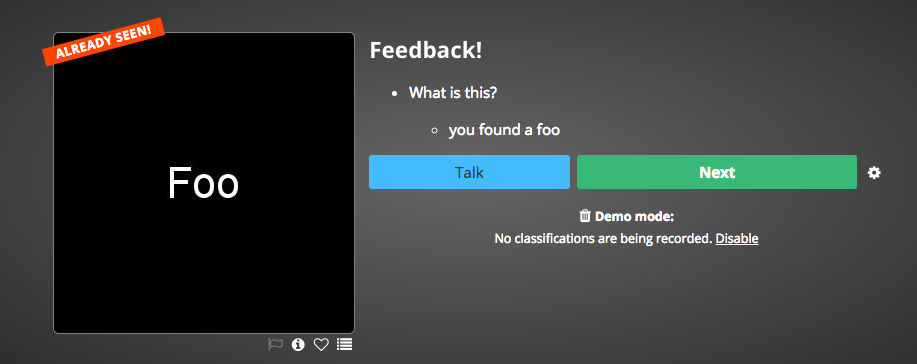 ALREADY SEEN!
Foo
Feedback!
What is this?
you found a foo
Talk
Next
Demo mode:
No classifications are being recorded. Disable